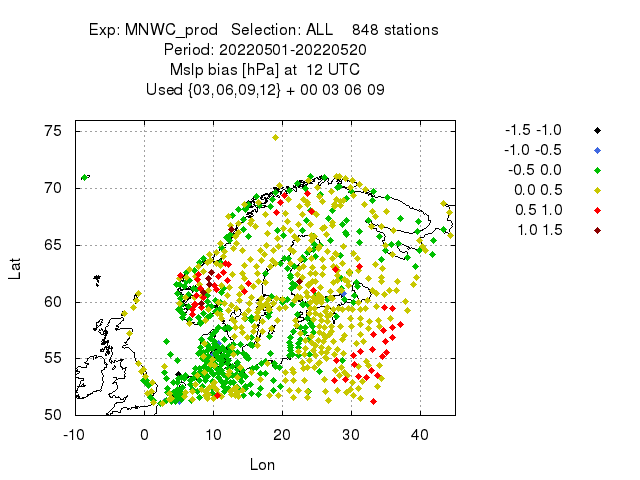 Exp: MNWC_prod   Selection: ALL    848 stations
Period: 20220501-20220520
Mslp bias [hPa] at  12 UTC
Used {03,06,09,12} + 00 03 06 09
-1.5 -1.0
-1.0 -0.5
-0.5 0.0
0.0 0.5
0.5 1.0
1.0 1.5
75
70
65
60
55
50
Lat
-10 0 10 20 30 40
Lon